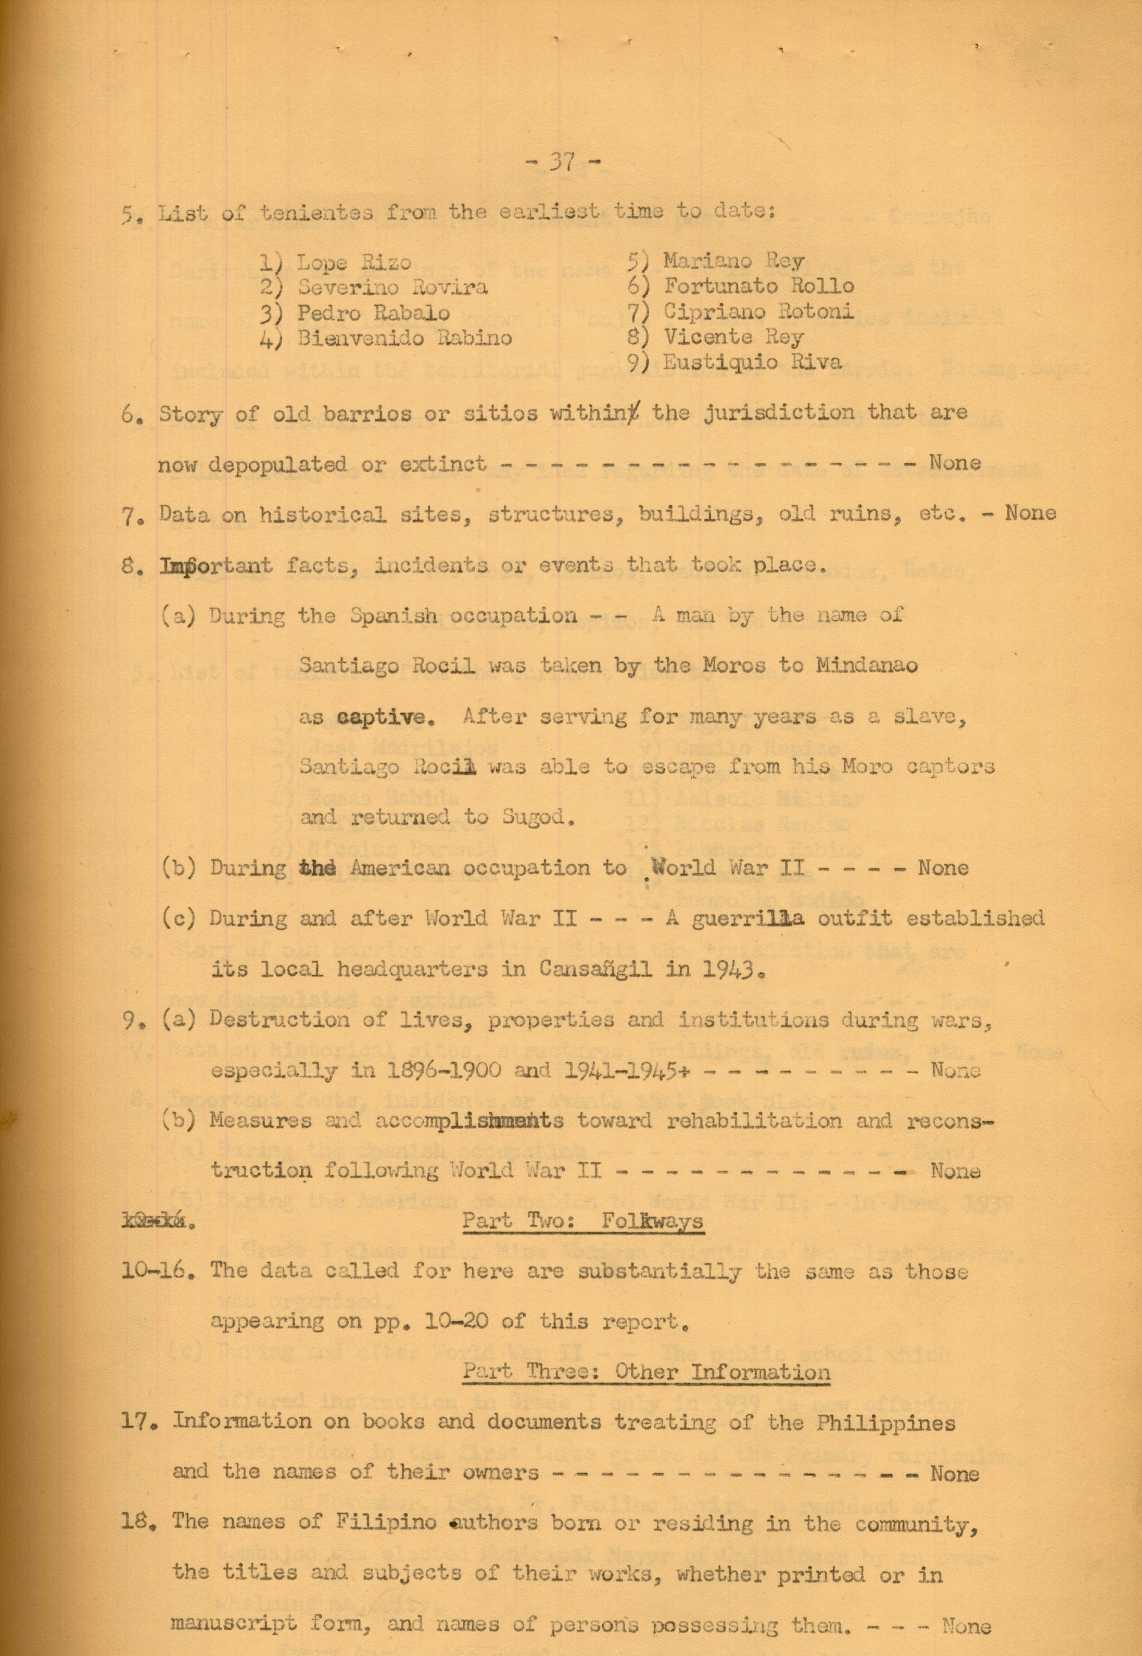 - 37 -
5. List of tenientes from the earliest time to date:
1) Lope Rizo
2) Severino Rovira
3) Pedro Rabalo
4) Bienvenido Rabino
5) Mariano Rey
6) Fortunato Rollo
7) Cipriano Rotoni
8) Vicente Rey
9) Eustiquio Riva
6. Story of old barrios or sitios within the jurisdiction that are
now depopulated or extinct - - - - - - - - - - - - - - - - - None
7. Data on historical sites, structures, buildings, old ruins, etc. - None
8. Important facts, incidents or events that took place.
(a) During the Spanish occupation - - A man by the name of
Santiago Rocil was taken by the Moros to Mindanao
as captive. After serving for many years as a slave,
Santiago Rocil was able to escape from his Moro captors
and returned to Sugod.
(b) During the American occupation to World War II - - - - None
(c) During and after World War II - - - A guerrilla outfit established
its local headquarters in Cansañgil in 1943.
9. (a) Destruction of lives, properties and institutions during wars,
especially in 1896-1900 and 1941-1945+ - - - - - - - - - None
(b) Measures and accomplishments toward rehabilitation and recons-
truction following World War II - - - - - - - - - - - - None
Part Two: Folkways
10-16. The data called for here are substantially the same as those
appearing on pp. 10-20 of this report.
Part Three: Other Information
17. Information on books and documents treating of the Philippines
and the names of their owners - - - - - - - - - - - - - - - None
18. The names of Filipino authors born or residing in the community,
the titles and subjects of their works, whether printed or in
manuscript form, and names of persons possessing them. - - - None